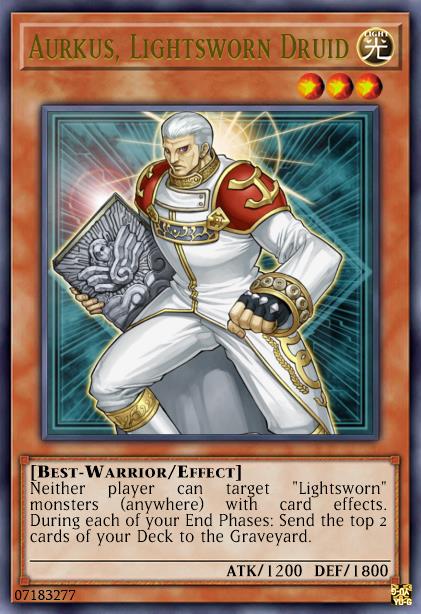 Aurkus, Lightsworn Druid
LIGHT
光
[Best-Warrior/Effect]
Neither player can target "Lightsworn"
monsters (anywhere) with card effects.
During each of your End Phases: Send the top 2
cards of your Deck to the Graveyard.
ATK/1200 DEF/1800
07183277